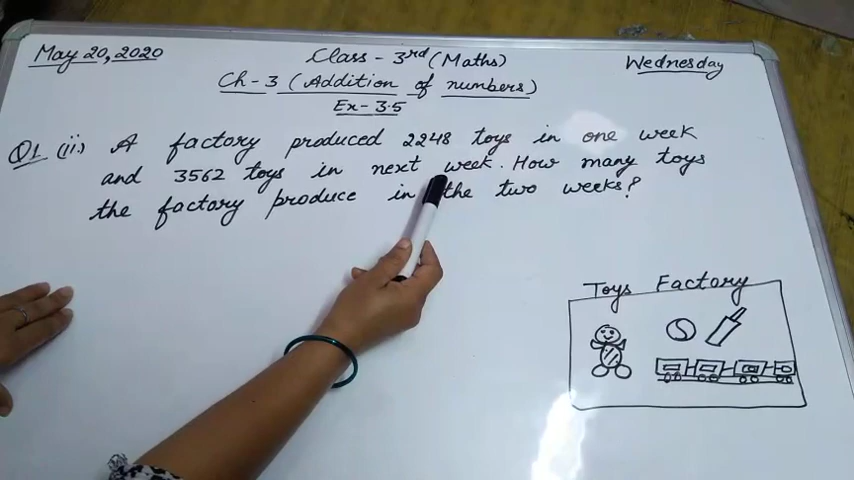 May 20, 2020
Class - 3rd (Maths)
Wednesday
Ch-3 (Addition of numbers)
Ex-3.5
Q1 (ii) A factory produced 2248 toys in one week
and 3562 toys in next week. How many toys
the factory produce in the two weeks?
Toys Factory